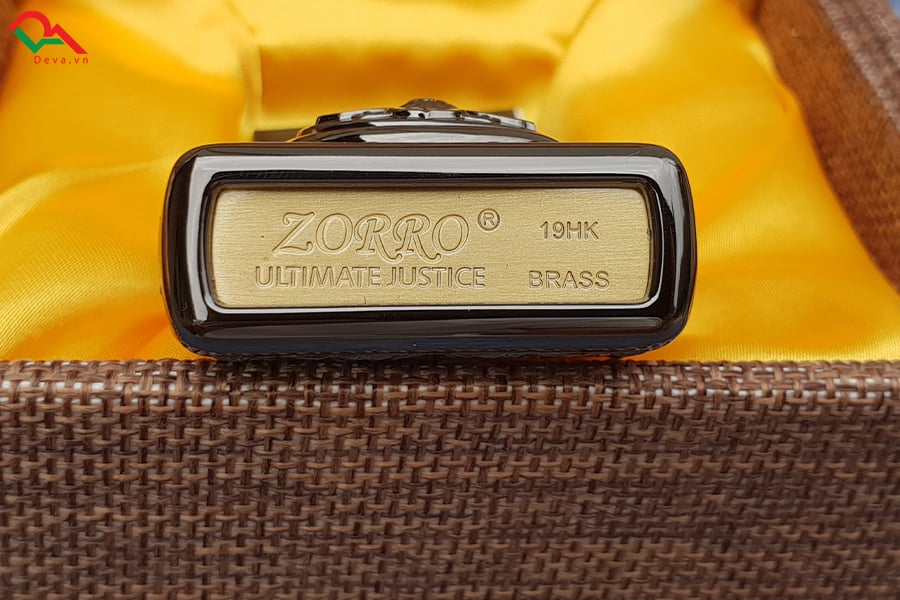 Deva.vn
ZORRO® 19HK
ULTIMATE JUSTICE BRASS